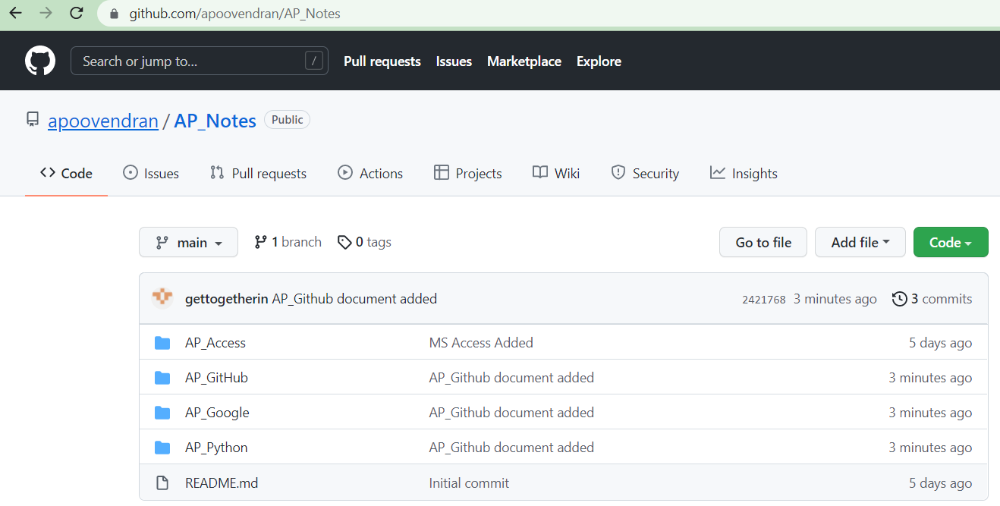 github.com/apoovendran/AP_Notes
Search or jump to... / Pull requests Issues Marketplace Explore
apoovendran / AP_Notes Public
Code Issues Pull requests Actions Projects Wiki Security Insights
main 1 branch 0 tags Go to file Add file Code
gettogetherin AP_Github document added 2421768 3 minutes ago 3 commits
AP_Access MS Access Added 5 days ago
AP_GitHub AP_Github document added 3 minutes ago
AP_Google AP_Github document added 3 minutes ago
AP_Python AP_Github document added 3 minutes ago
README.md Initial commit 5 days ago